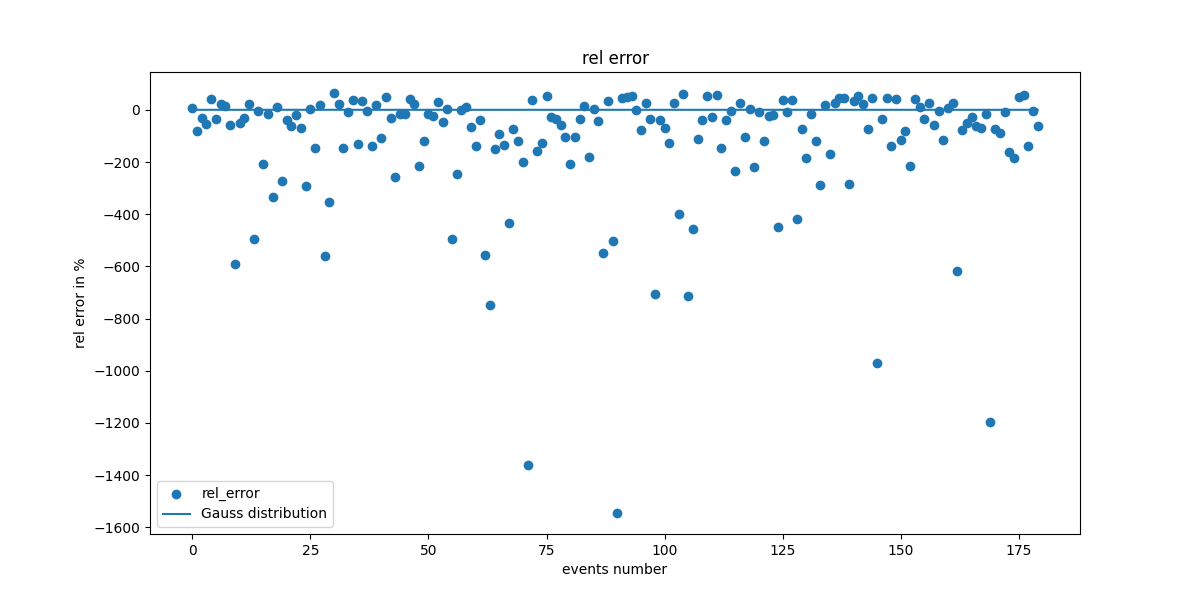 rel error
rel error in %
0
−200
−400
−600
−800
−1000
−1200
−1400
−1600
rel_error
Gauss distribution
0 25 50 75 100 125 150 175
events number